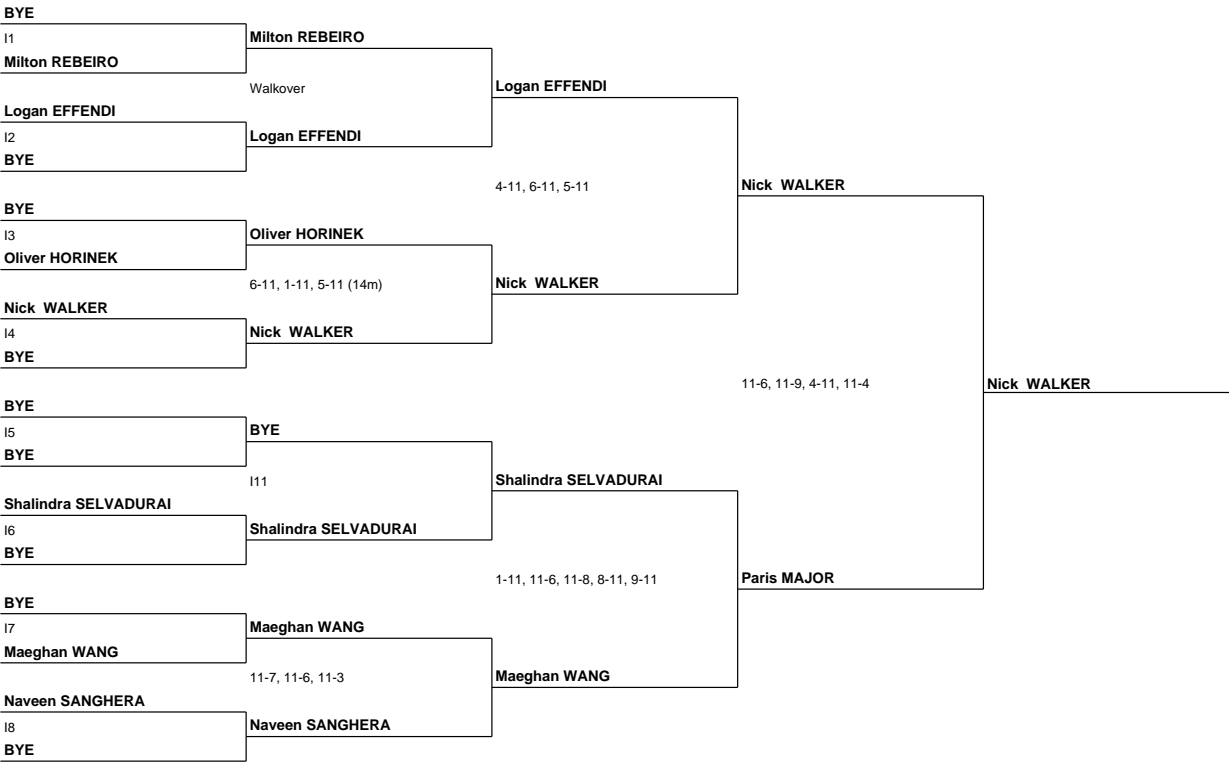 BYE
I1
Milton REBEIRO
Milton REBEIRO
Walkover
Logan EFFENDI
Logan EFFENDI
I2
Logan EFFENDI
BYE
4-11, 6-11, 5-11
Nick  WALKER
BYE
I3
Oliver HORINEK
Oliver HORINEK
6-11, 1-11, 5-11 (14m)
Nick  WALKER
Nick  WALKER
I4
Nick  WALKER
BYE
11-6, 11-9, 4-11, 11-4
Nick  WALKER
BYE
I5
BYE
BYE
I11
Shalindra SELVADURAI
Shalindra SELVADURAI
I6
Shalindra SELVADURAI
BYE
1-11, 11-6, 11-8, 8-11, 9-11
Paris MAJOR
BYE
I7
Maeghan WANG
Maeghan WANG
11-7, 11-6, 11-3
Maeghan WANG
Naveen SANGHERA
I8
Naveen SANGHERA
BYE